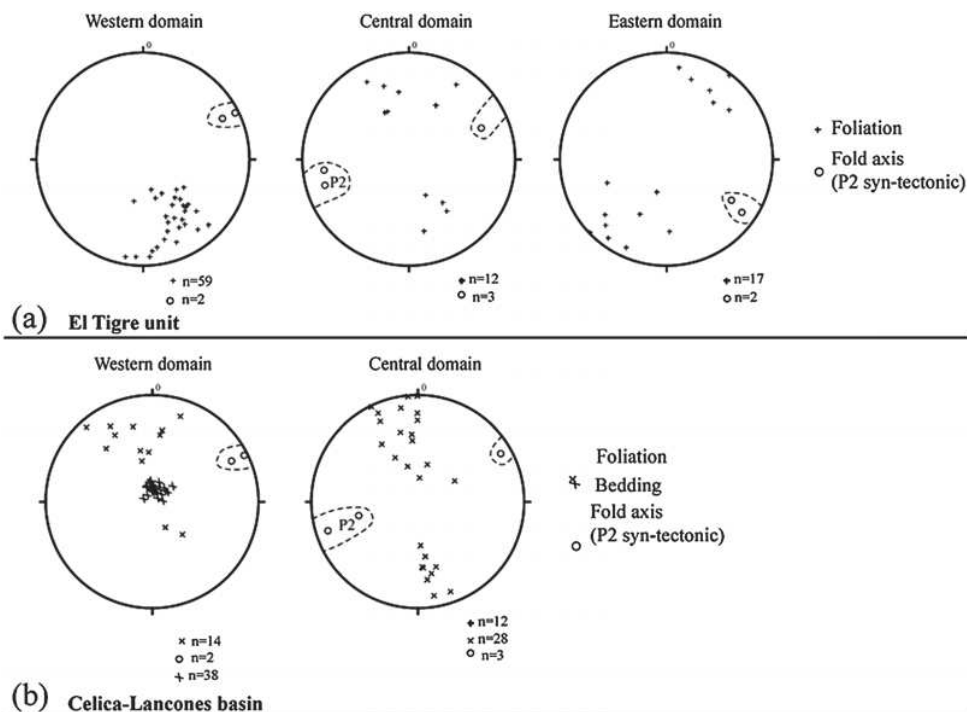 Western domain
Central domain
Eastern domain
0
0
0
P2
+ Foliation
Fold axis
(P2 syn-tectonic)
+ n=59
o n=2
+ n=12
o n=3
+ n=17
o n=2
(a) El Tigre unit
Western domain
Central domain
0
0
P2
Foliation
Bedding
Fold axis
(P2 syn-tectonic)
× n=14
o n=2
+ n=38
+ n=12
× n=28
o n=3
(b) Celica-Lancones basin